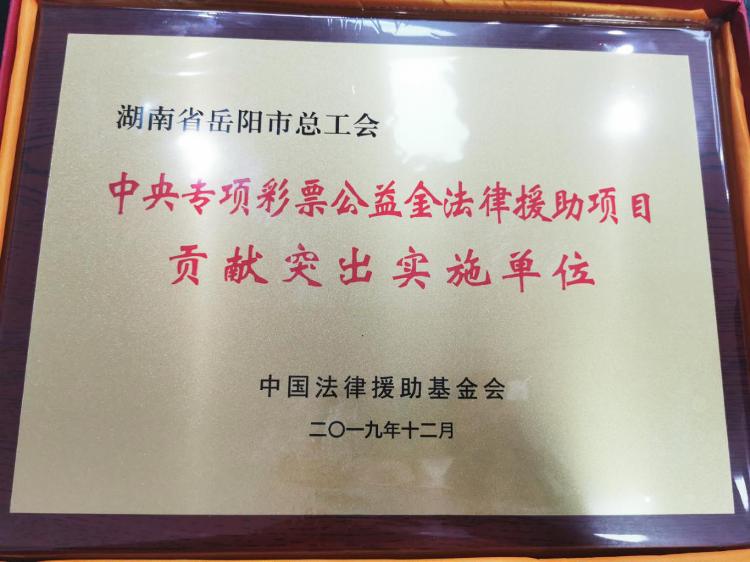 湖南省岳阳市总工会
中央专项彩票公益金法律援助项目
贡献突出实施单位
中国法律援助基金会
二〇一九年十二月